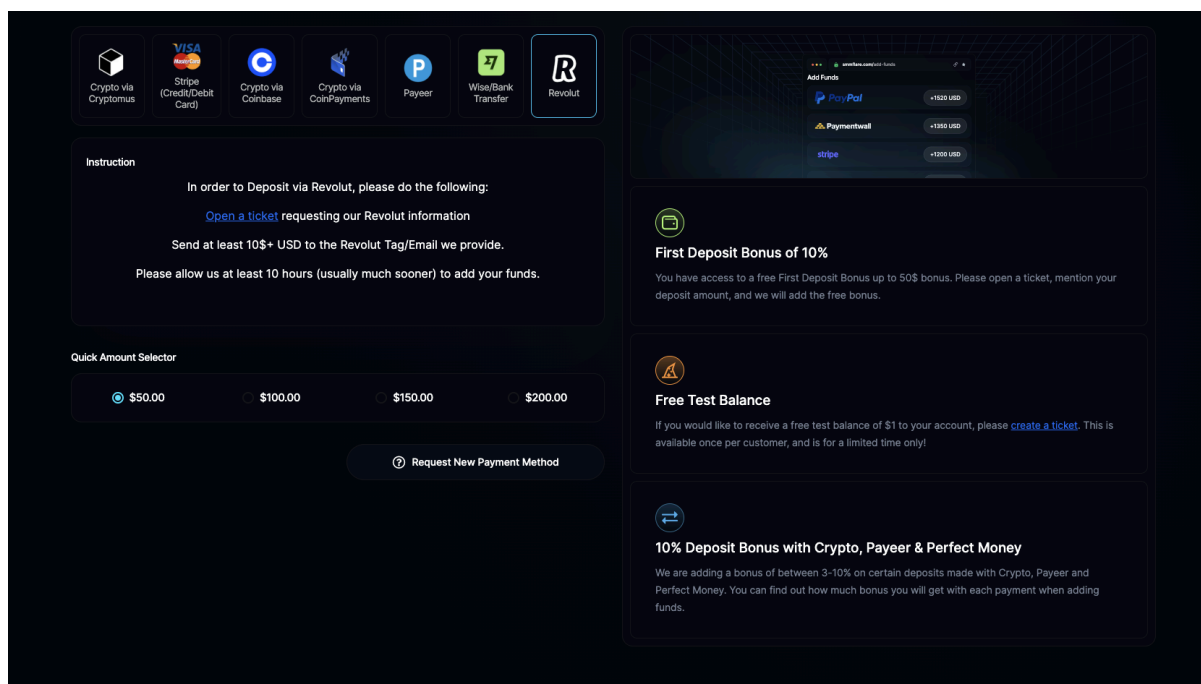 Crypto via
Cryptomus
VISA
MasterCard
Stripe
(Credit/Debit
Card)
Crypto via
Coinbase
Crypto via
CoinPayments
Payeer
Wise/Bank
Transfer
Revolut
Instruction
In order to Deposit via Revolut, please do the following:
Open a ticket requesting our Revolut information
Send at least 10$+ USD to the Revolut Tag/Email we provide.
Please allow us at least 10 hours (usually much sooner) to add your funds.
Quick Amount Selector
$50.00
$100.00
$150.00
$200.00
Request New Payment Method
smmflare.com/add-funds
Add Funds
PayPal
+1520 USD
Paymentwall
+1350 USD
stripe
+1200 USD
First Deposit Bonus of 10%
You have access to a free First Deposit Bonus up to 50$ bonus. Please open a ticket, mention your
deposit amount, and we will add the free bonus.
Free Test Balance
If you would like to receive a free test balance of $1 to your account, please create a ticket. This is
available once per customer, and is for a limited time only!
10% Deposit Bonus with Crypto, Payeer & Perfect Money
We are adding a bonus of between 3-10% on certain deposits made with Crypto, Payeer and
Perfect Money. You can find out how much bonus you will get with each payment when adding
funds.